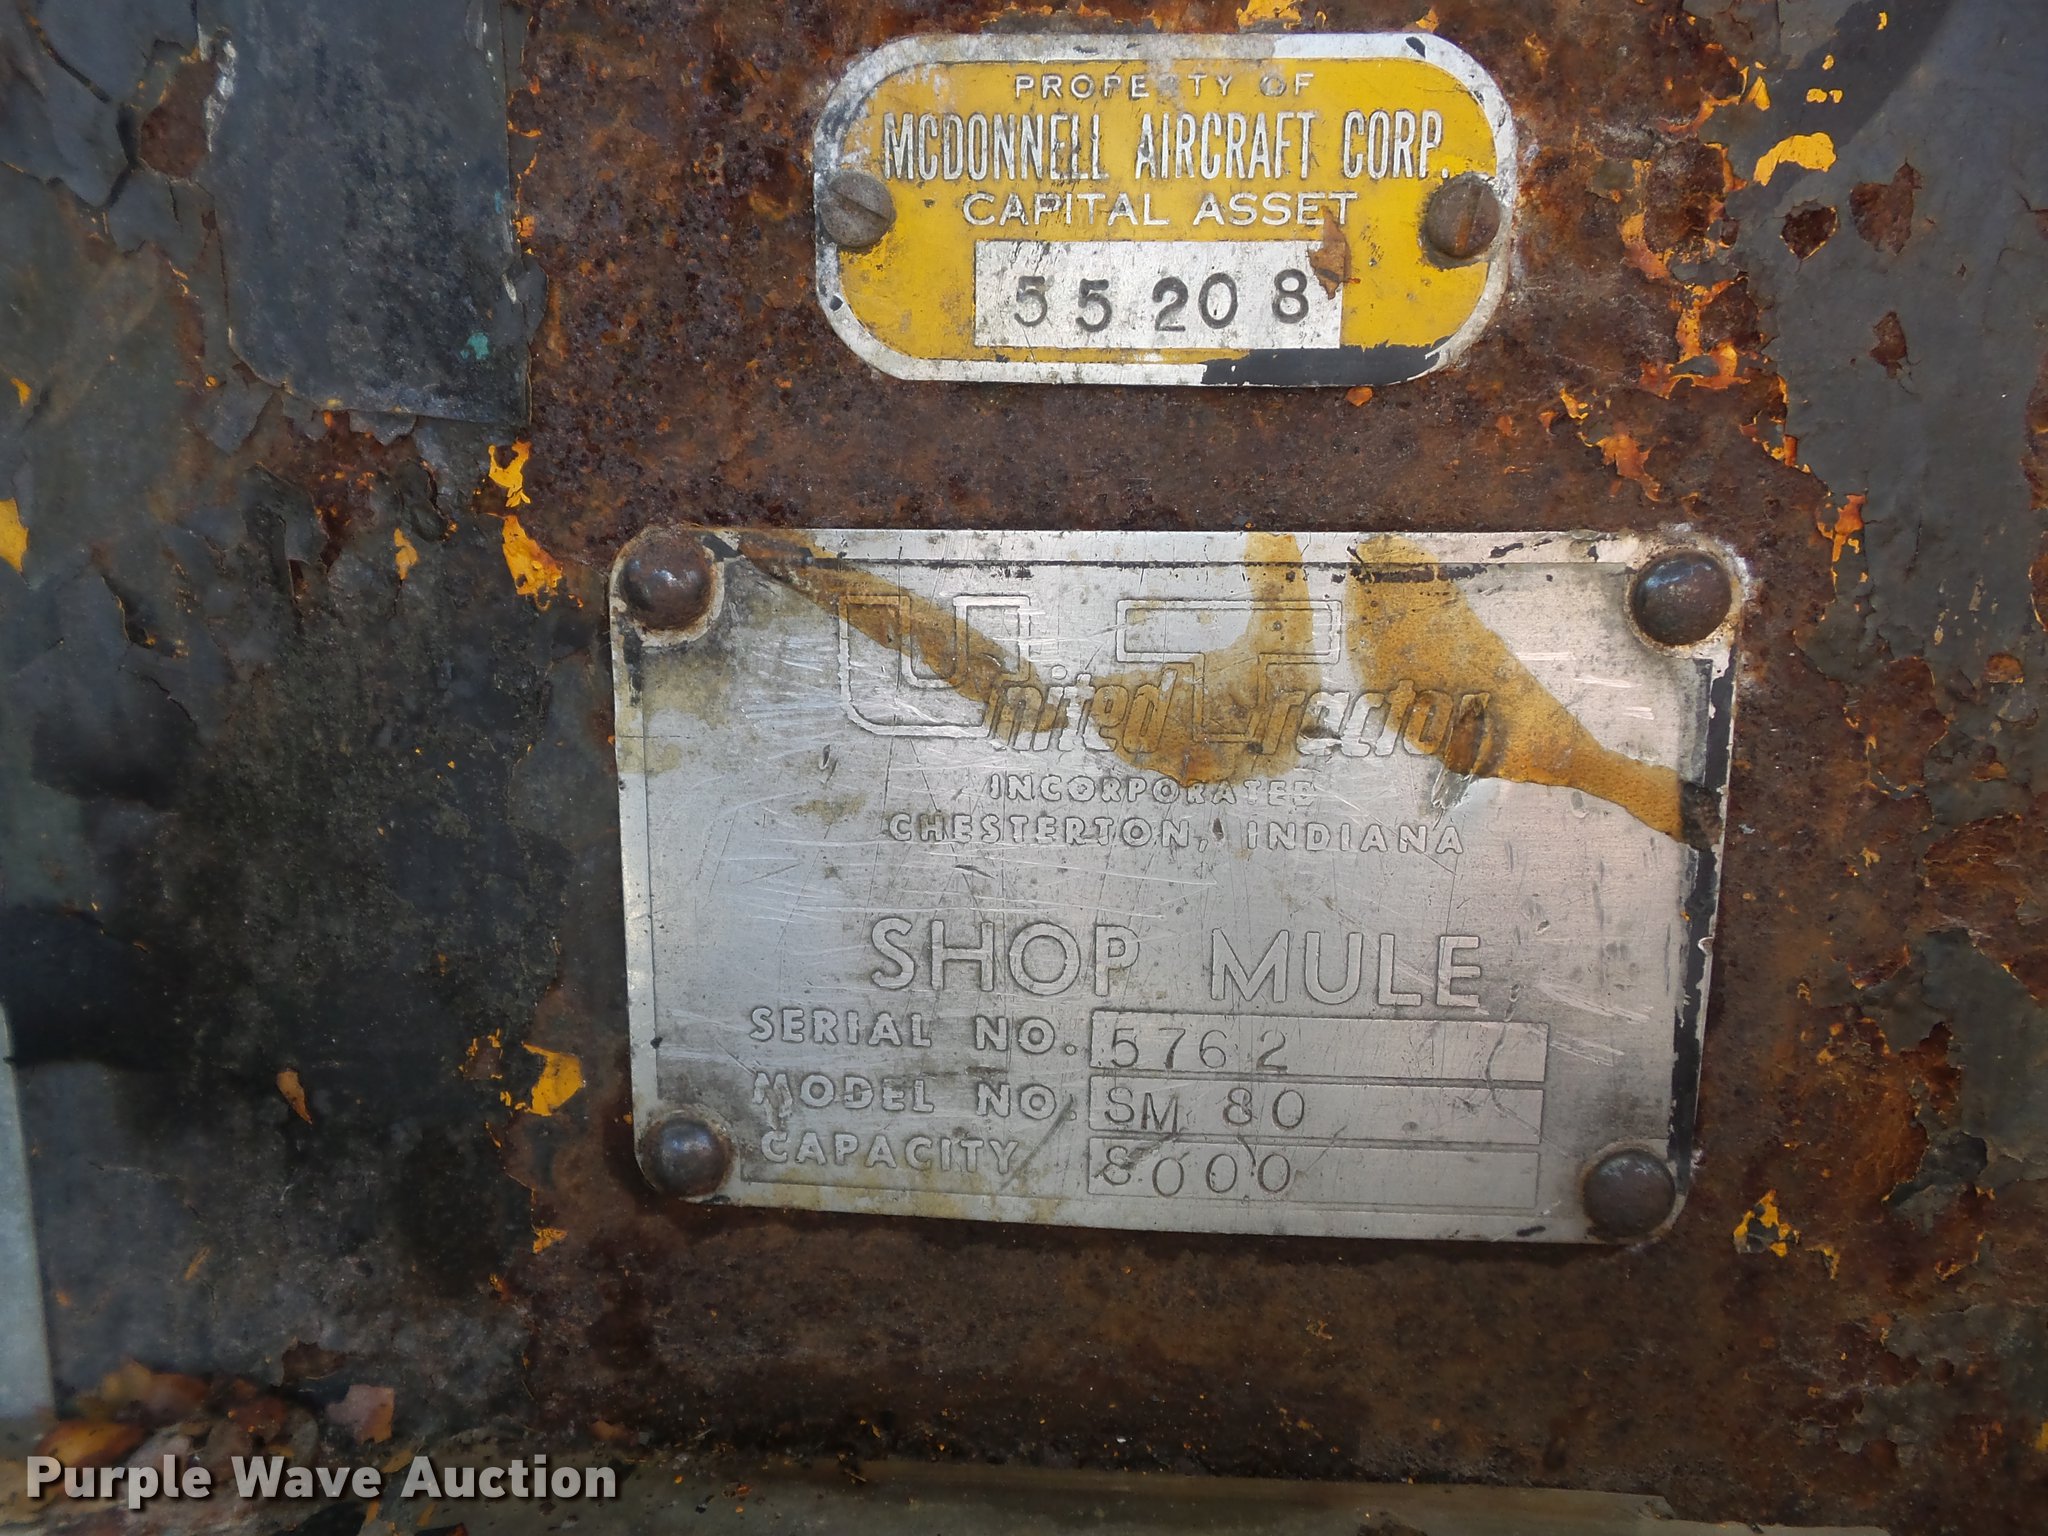 PROPERTY OF
MCDONNELL AIRCRAFT CORP.
CAPITAL ASSET
55208
United Tractor
INCORPORATED
CHESTERTON, INDIANA
SHOP MULE
SERIAL NO. 5762
MODEL NO. SM 80
CAPACITY 8000
Purple Wave Auction